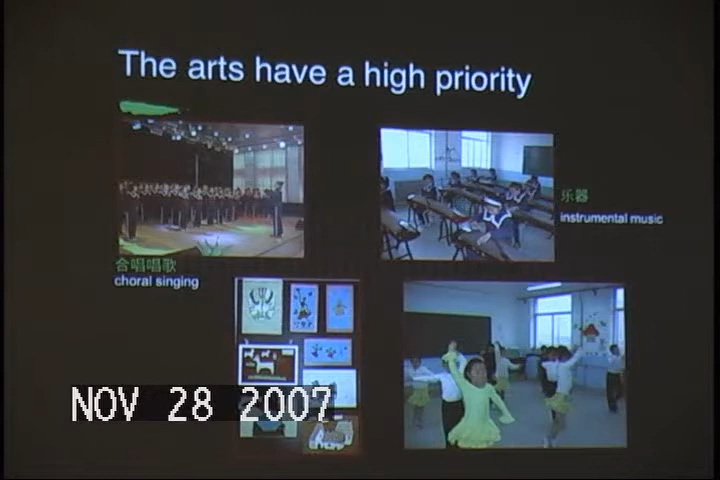 The arts have a high priority
乐器
instrumental music
合唱唱歌
choral singing
NOV 28 2007